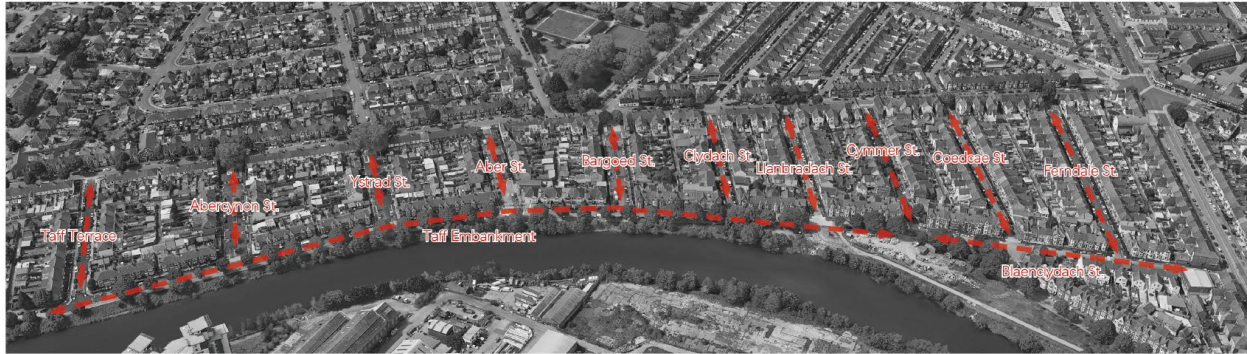 Taff Terrace
Abercynon St.
Ystrad St.
Aber St.
Bargoed St.
Clydach St.
Llanbradach St.
Cymmer St.
Coedcae St.
Ferndale St.
Taff Embankment
Blaenclydach St.